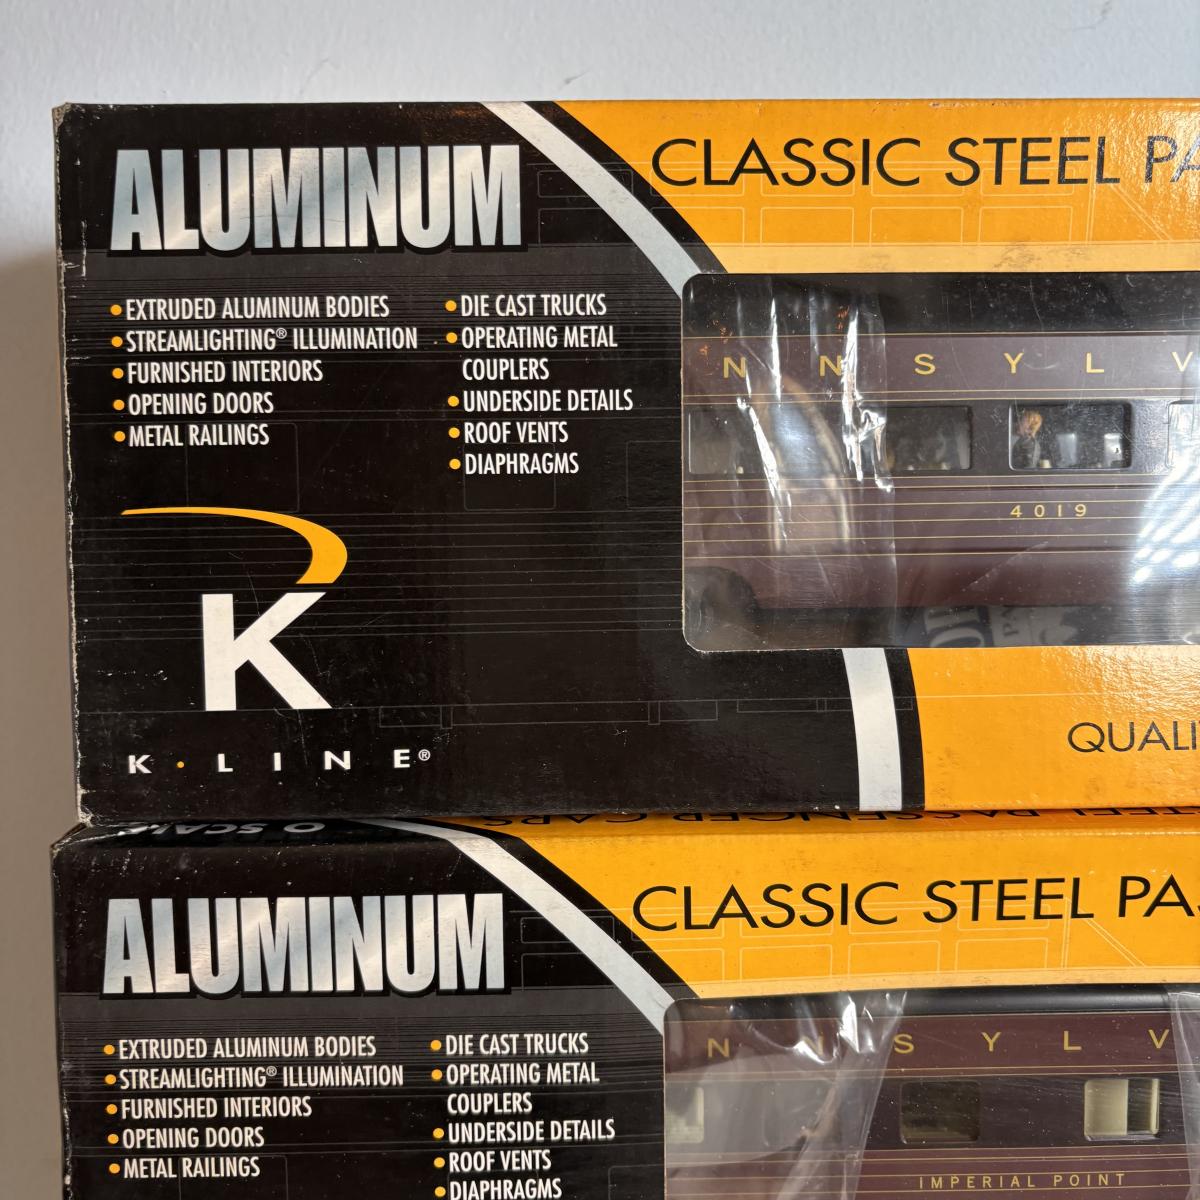 ALUMINUM
CLASSIC STEEL PA
• EXTRUDED ALUMINUM BODIES
• STREAMLIGHTING® ILLUMINATION
• FURNISHED INTERIORS
• OPENING DOORS
• METAL RAILINGS
• DIE CAST TRUCKS
• OPERATING METAL
COUPLERS
• UNDERSIDE DETAILS
• ROOF VENTS
• DIAPHRAGMS
N N S Y L V
4019
K
K·LINE®
QUALI
O SCALE
STEEL PASSENGER CARS
ALUMINUM
CLASSIC STEEL PA
• EXTRUDED ALUMINUM BODIES
• STREAMLIGHTING® ILLUMINATION
• FURNISHED INTERIORS
• OPENING DOORS
• METAL RAILINGS
• DIE CAST TRUCKS
• OPERATING METAL
COUPLERS
• UNDERSIDE DETAILS
• ROOF VENTS
• DIAPHRAGMS
N N S Y L V
IMPERIAL POINT